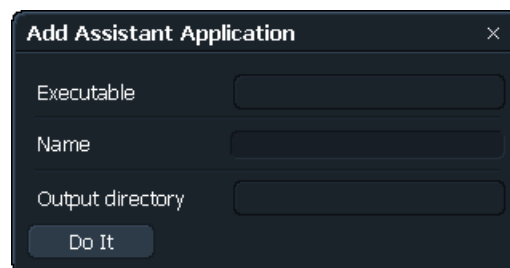 Add Assistant Application
Executable
Name
Output directory
Do It